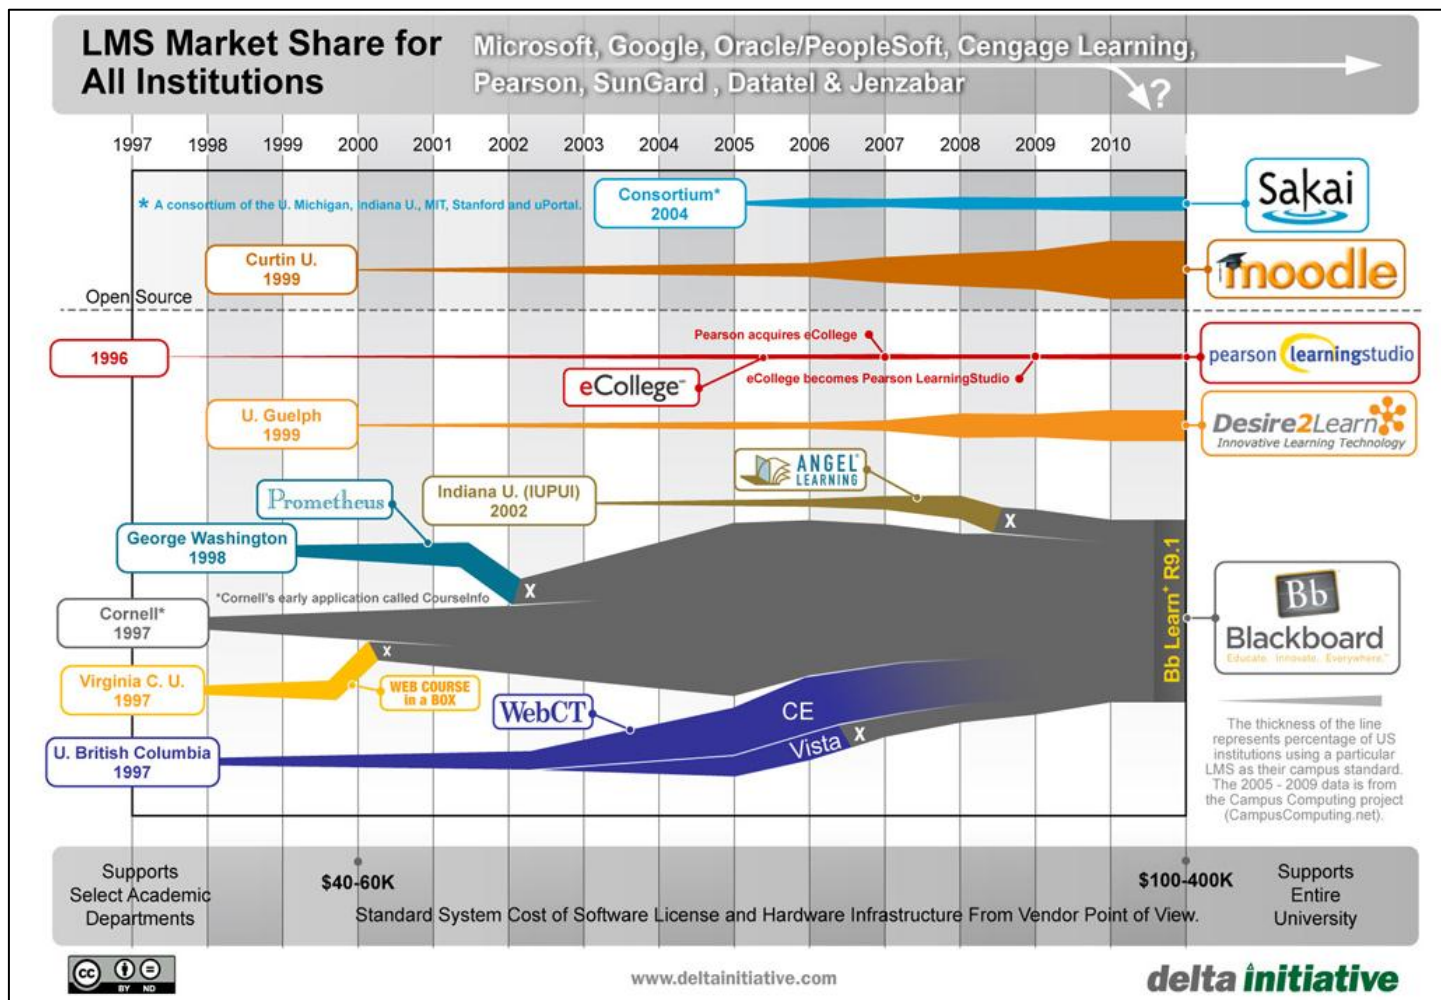 LMS Market Share for
All Institutions
Microsoft, Google, Oracle/PeopleSoft, Cengage Learning,
Pearson, SunGard , Datatel & Jenzabar
?
1997 1998 1999 2000 2001 2002 2003 2004 2005 2006 2007 2008 2009 2010
* A consortium of the U. Michigan, Indiana U., MIT, Stanford and uPortal.
Consortium*
2004
Sakai
Curtin U.
1999
moodle
Open Source
1996
Pearson acquires eCollege
eCollege
eCollege becomes Pearson LearningStudio
pearson learningstudio
U. Guelph
1999
Desire2Learn
Innovative Learning Technology
ANGEL
LEARNING
Prometheus
Indiana U. (IUPUI)
2002
X
George Washington
1998
X
*Cornell's early application called CourseInfo
Cornell*
1997
X
Bb Learn+ R9.1
Bb
Blackboard
Educate. Innovate. Everywhere.™
Virginia C. U.
1997
WEB COURSE
in a BOX
WebCT
CE
Vista
X
U. British Columbia
1997
The thickness of the line
represents percentage of US
institutions using a particular
LMS as their campus standard.
The 2005 - 2009 data is from
the Campus Computing project
(CampusComputing.net).
Supports
Select Academic
Departments
$40-60K
$100-400K
Supports
Entire
University
Standard System Cost of Software License and Hardware Infrastructure From Vendor Point of View.
cc
BY ND
www.deltainitiative.com
delta initiative